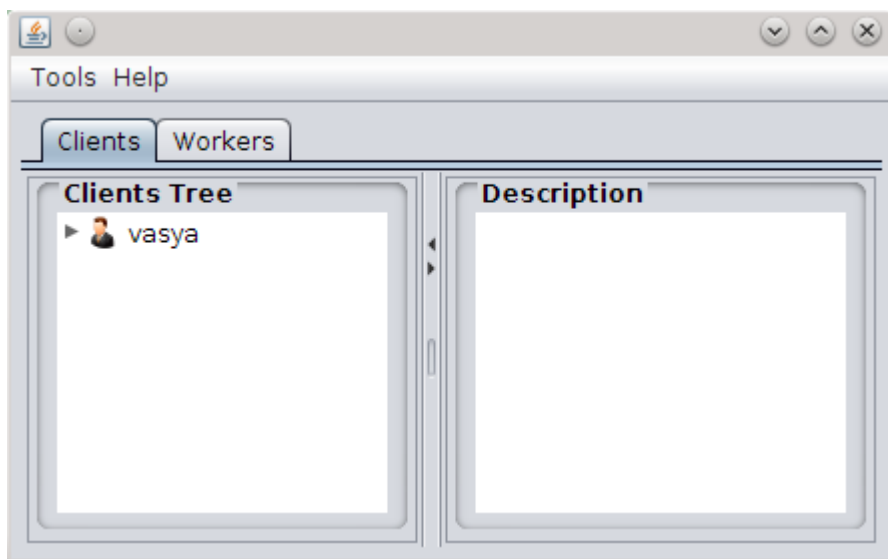 Tools Help
Clients Workers
Clients Tree
vasya
Description